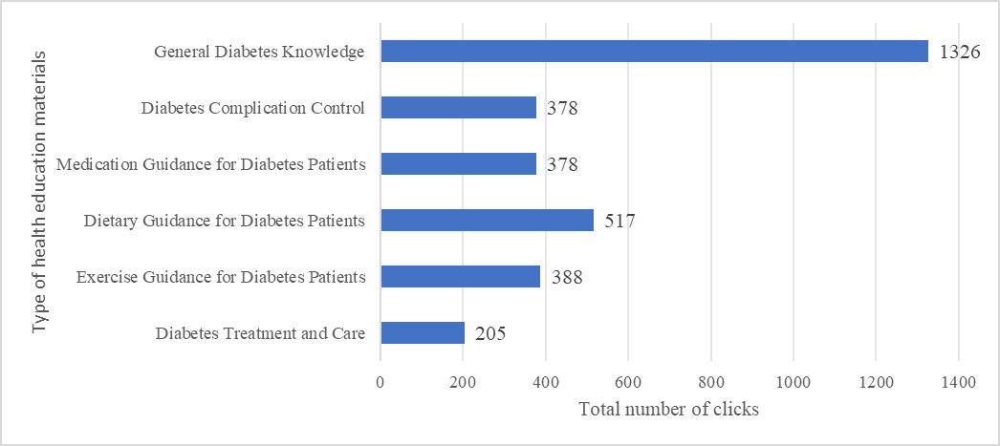 Type of health education materials
General Diabetes Knowledge 1326
Diabetes Complication Control 378
Medication Guidance for Diabetes Patients 378
Dietary Guidance for Diabetes Patients 517
Exercise Guidance for Diabetes Patients 388
Diabetes Treatment and Care 205
0 200 400 600 800 1000 1200 1400
Total number of clicks